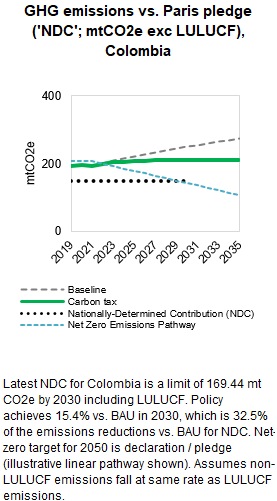 GHG emissions vs. Paris pledge
('NDC'; mtCO2e exc LULUCF),
Colombia
400
200
0
mtCO2e
2019
2021
2023
2025
2027
2029
2031
2033
2035
Baseline
Carbon tax
Nationally-Determined Contribution (NDC)
Net Zero Emissions Pathway
Latest NDC for Colombia is a limit of 169.44 mt
CO2e by 2030 including LULUCF. Policy
achieves 15.4% vs. BAU in 2030, which is 32.5%
of the emissions reductions vs. BAU for NDC. Net-
zero target for 2050 is declaration / pledge
(illustrative linear pathway shown). Assumes non-
LULUCF emissions fall at same rate as LULUCF
emissions.